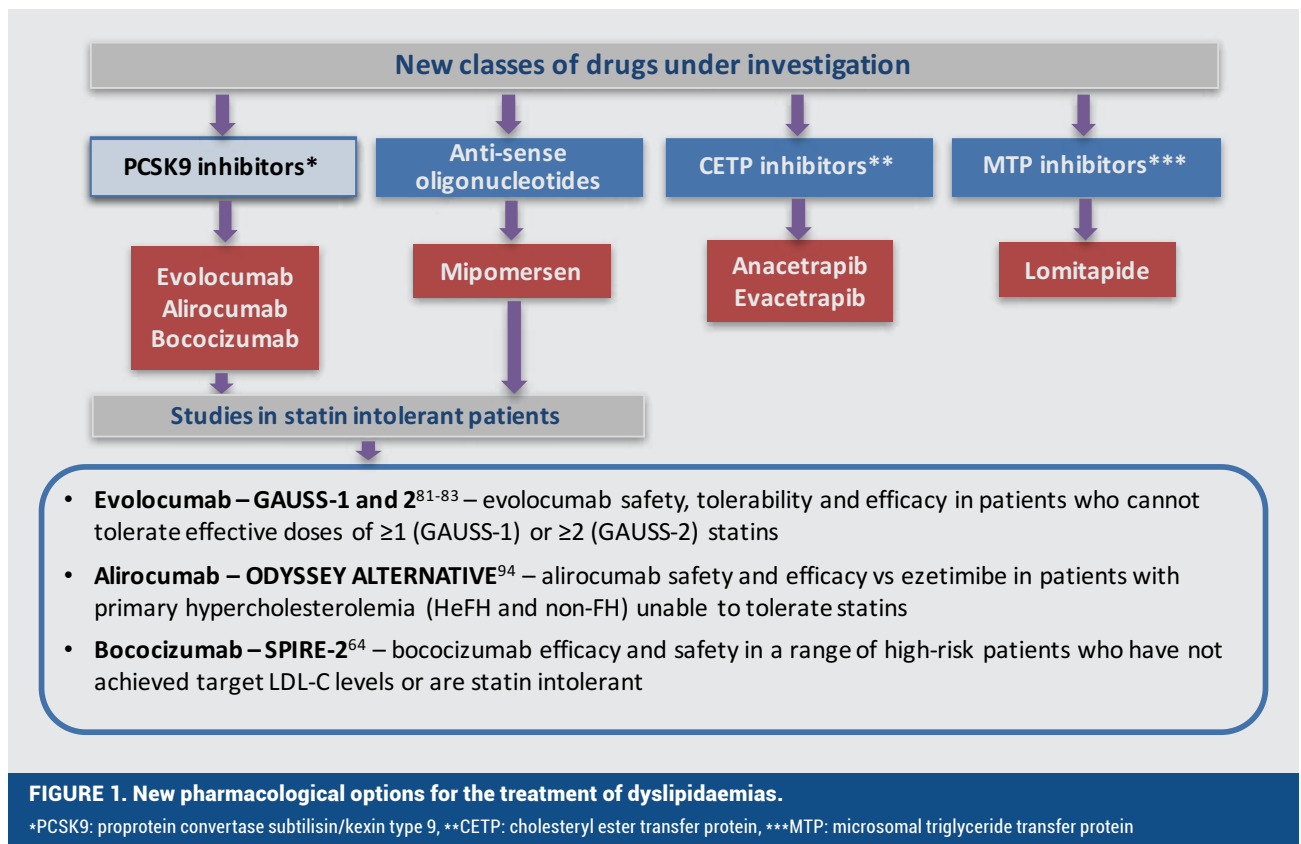 New classes of drugs under investigation
PCSK9 inhibitors*
Anti-sense
oligonucleotides
CETP inhibitors**
MTP inhibitors***
Evolocumab
Alirocumab
Bococizumab
Mipomersen
Anacetrapib
Evacetrapib
Lomitapide
Studies in statin intolerant patients
• Evolocumab – GAUSS-1 and 2⁸¹⁻⁸³ – evolocumab safety, tolerability and efficacy in patients who cannot
tolerate effective doses of ≥1 (GAUSS-1) or ≥2 (GAUSS-2) statins
• Alirocumab – ODYSSEY ALTERNATIVE⁹⁴ – alirocumab safety and efficacy vs ezetimibe in patients with
primary hypercholesterolemia (HeFH and non-FH) unable to tolerate statins
• Bococizumab – SPIRE-2⁶⁴ – bococizumab efficacy and safety in a range of high-risk patients who have not
achieved target LDL-C levels or are statin intolerant
FIGURE 1. New pharmacological options for the treatment of dyslipidaemias.
*PCSK9: proprotein convertase subtilisin/kexin type 9, **CETP: cholesteryl ester transfer protein, ***MTP: microsomal triglyceride transfer protein